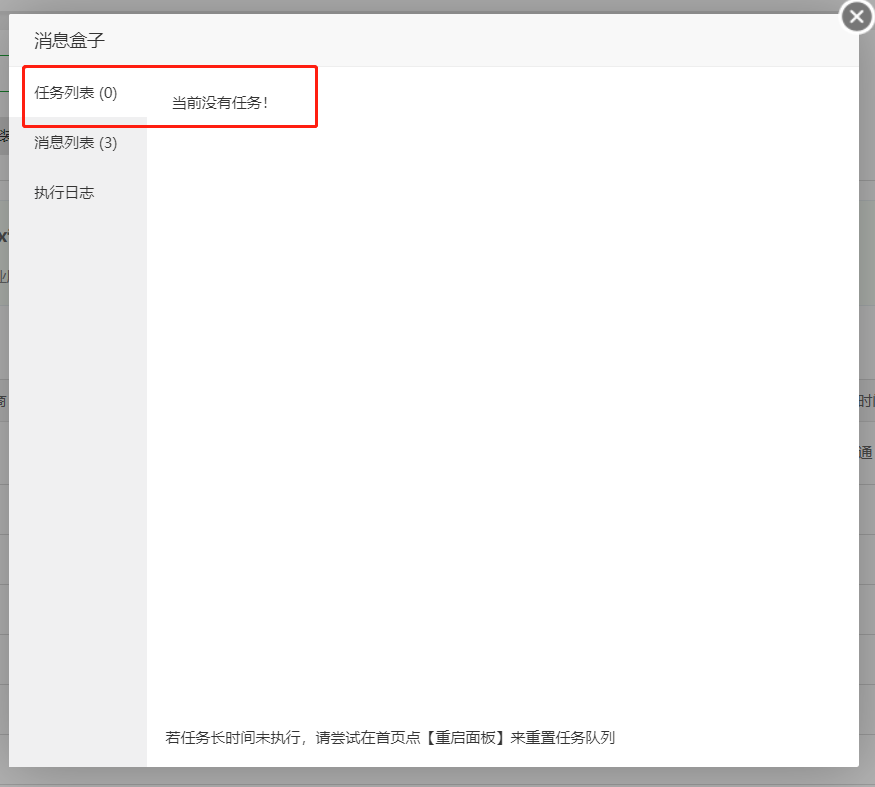 消息盒子
任务列表 (0)
当前没有任务！
消息列表 (3)
执行日志
若任务长时间未执行，请尝试在首页点【重启面板】来重置任务队列
通